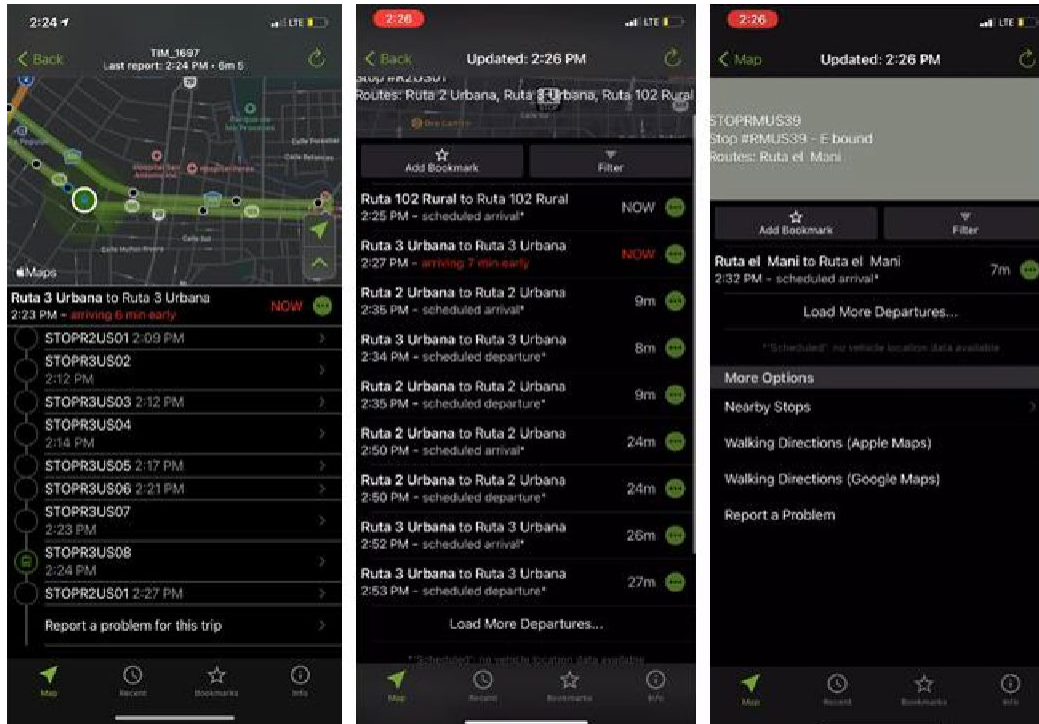 2:24
LTE
Back
TIM_1697
Last report: 2:24 PM - 6m 5
Maps
Ruta 3 Urbana to Ruta 3 Urbana
2:23 PM - arriving 6 min early
NOW
STOPR2US01 2:09 PM
STOPR3US02
2:12 PM
STOPR3US03 2:12 PM
STOPR3US04
2:14 PM
STOPR3US05 2:17 PM
STOPR3US06 2:21 PM
STOPR3US07
2:23 PM
STOPR3US08
2:24 PM
STOPR2US01 2:27 PM
Report a problem for this trip
Map
Recent
Bookmarks
Info
2:26
LTE
Back
Updated: 2:26 PM
Stop #R2US01
Routes: Ruta 2 Urbana, Ruta 3 Urbana, Ruta 102 Rural
Add Bookmark
Filter
Ruta 102 Rural to Ruta 102 Rural
2:25 PM - scheduled arrival*
NOW
Ruta 3 Urbana to Ruta 3 Urbana
2:27 PM - arriving 7 min early
NOW
Ruta 2 Urbana to Ruta 2 Urbana
2:35 PM - scheduled arrival*
9m
Ruta 3 Urbana to Ruta 3 Urbana
2:34 PM - scheduled departure*
8m
Ruta 2 Urbana to Ruta 2 Urbana
2:35 PM - scheduled departure*
9m
Ruta 2 Urbana to Ruta 2 Urbana
2:50 PM - scheduled arrival*
24m
Ruta 2 Urbana to Ruta 2 Urbana
2:50 PM - scheduled departure*
24m
Ruta 3 Urbana to Ruta 3 Urbana
2:52 PM - scheduled arrival*
26m
Ruta 3 Urbana to Ruta 3 Urbana
2:53 PM - scheduled departure*
27m
Load More Departures...
*"Scheduled": no vehicle location data available
Map
Recent
Bookmarks
Info
2:26
LTE
Map
Updated: 2:26 PM
STOPRMUS39
Stop #RMUS39 - E bound
Routes: Ruta el Mani
Add Bookmark
Filter
Ruta el Mani to Ruta el Mani
2:32 PM - scheduled arrival*
7m
Load More Departures...
*"Scheduled": no vehicle location data available
More Options
Nearby Stops
Walking Directions (Apple Maps)
Walking Directions (Google Maps)
Report a Problem
Map
Recent
Bookmarks
Info